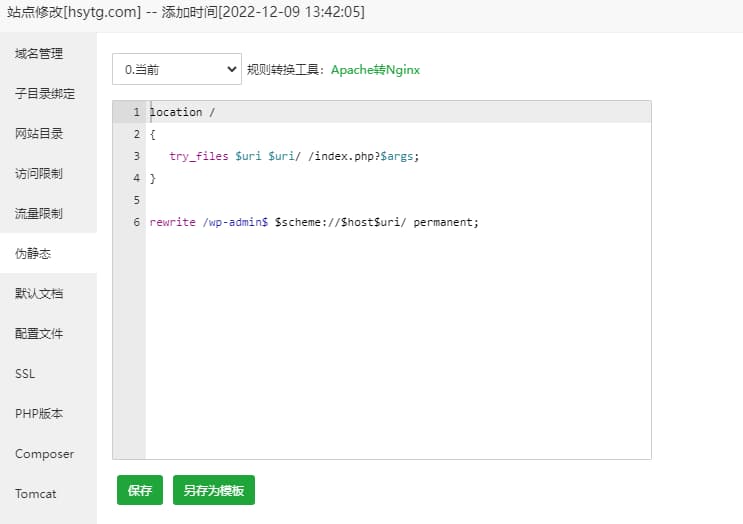 站点修改[hsytg.com] -- 添加时间[2022-12-09 13:42:05]
域名管理
子目录绑定
网站目录
访问限制
流量限制
伪静态
默认文档
配置文件
SSL
PHP版本
Composer
Tomcat
0.当前 规则转换工具：Apache转Nginx
1 location /
2 {
3 try_files $uri $uri/ /index.php?$args;
4 }
5
6 rewrite /wp-admin$ $scheme://$host$uri/ permanent;
保存 另存为模板